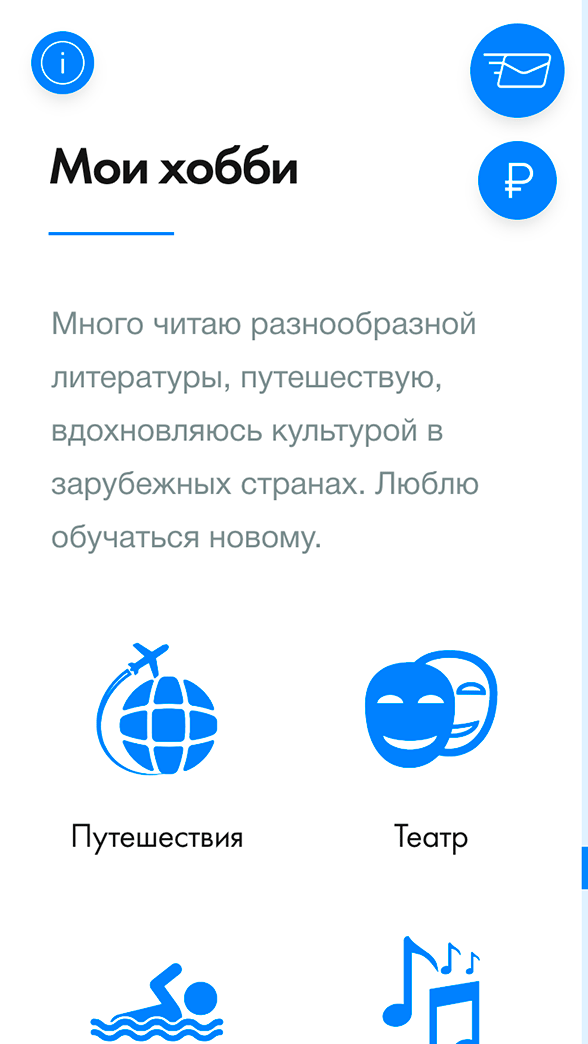 i
₽
Мои хобби
Много читаю разнообразной
литературы, путешествую,
вдохновляюсь культурой в
зарубежных странах. Люблю
обучаться новому.
Путешествия
Театр